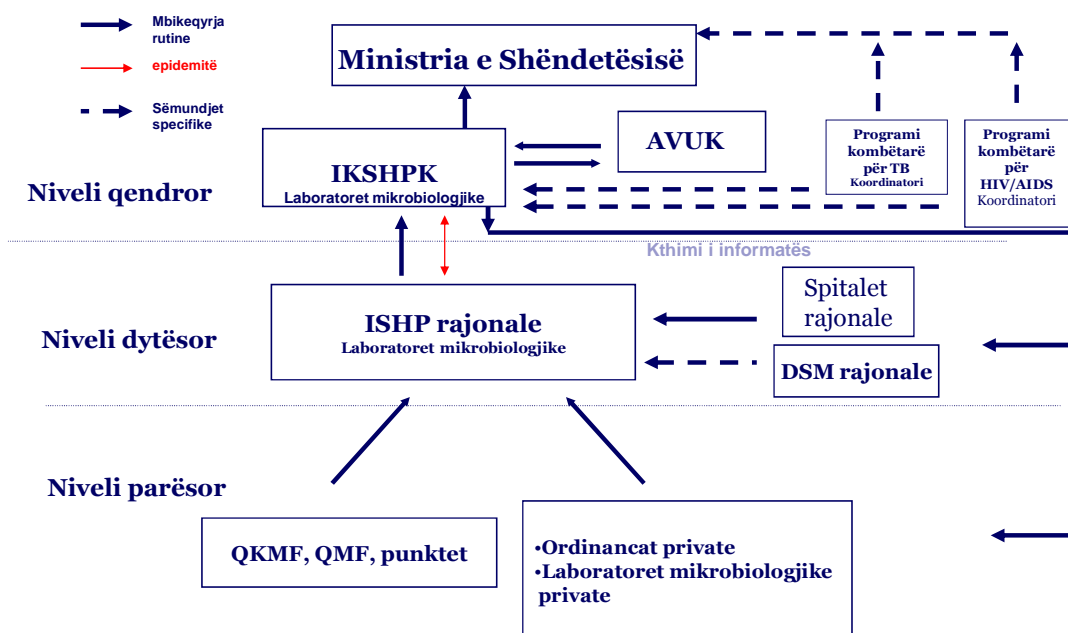 Mbikeqyrja
rutine
epidemitë
Sëmundjet
specifike
Ministria e Shëndetësisë
AVUK
Programi
kombëtarë
për TB
Koordinatori
Programi
kombëtarë
për
HIV/AIDS
Koordinatori
Niveli qendror
IKSHPK
Laboratoret mikrobiologjike
Kthimi i informatës
Niveli dytësor
ISHP rajonale
Laboratoret mikrobiologjike
Spitalet
rajonale
DSM rajonale
Niveli parësor
QKMF, QMF, punktet
•Ordinancat private
•Laboratoret mikrobiologjike
private